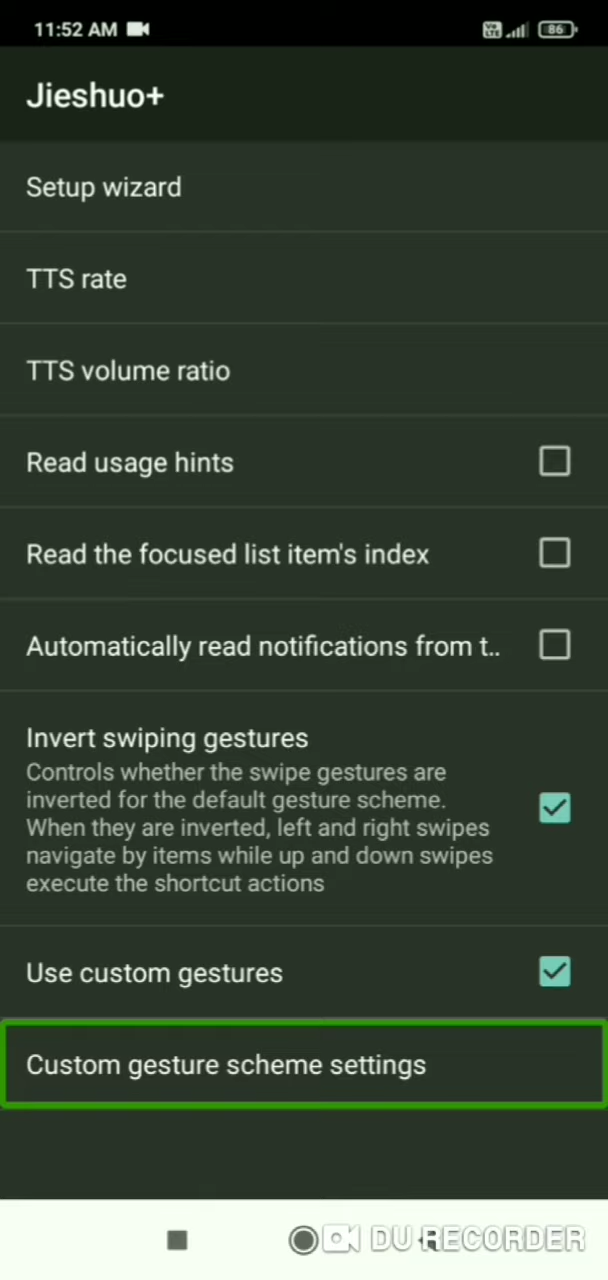 11:52 AM
Vo LTE
86
Jieshuo+
Setup wizard
TTS rate
TTS volume ratio
Read usage hints
Read the focused list item's index
Automatically read notifications from t..
Invert swiping gestures
Controls whether the swipe gestures are
inverted for the default gesture scheme.
When they are inverted, left and right swipes
navigate by items while up and down swipes
execute the shortcut actions
Use custom gestures
Custom gesture scheme settings
DU RECORDER